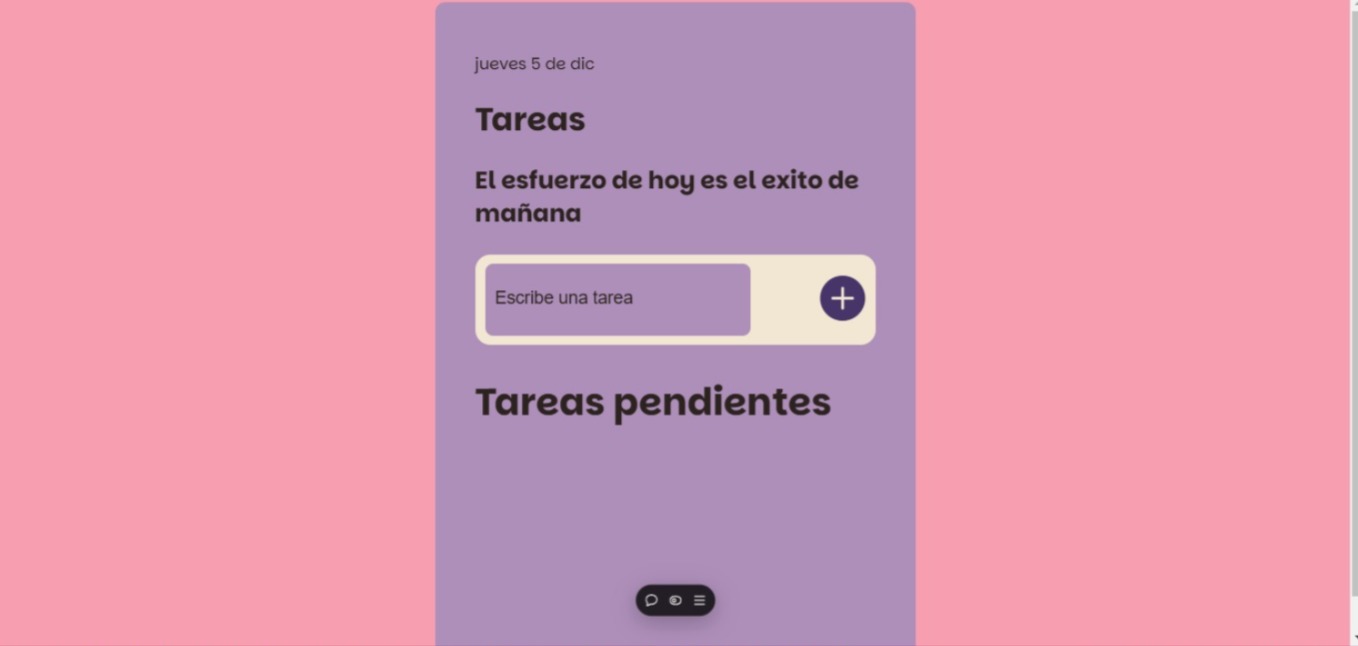 jueves 5 de dic
Tareas
El esfuerzo de hoy es el exito de
mañana
Escribe una tarea
Tareas pendientes